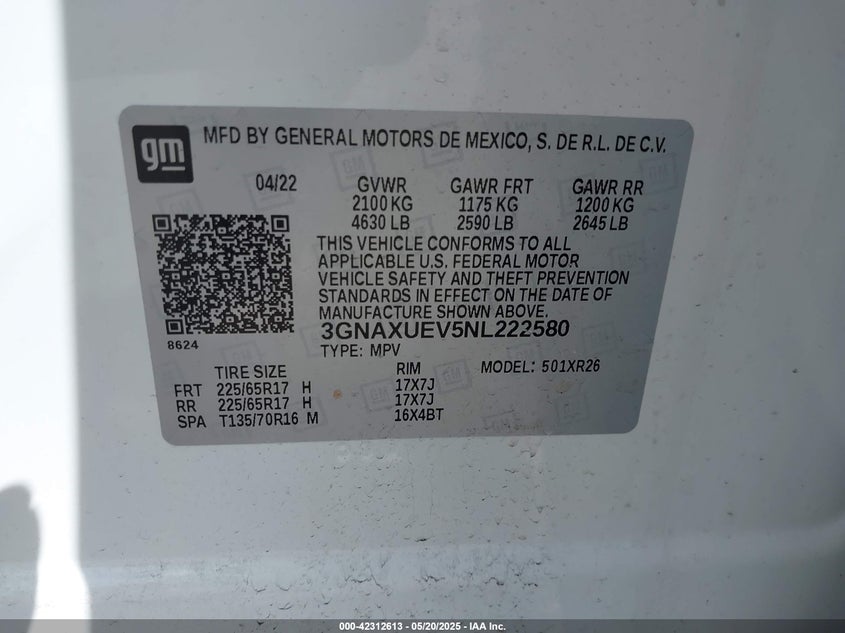 gm
MFD BY GENERAL MOTORS DE MEXICO, S. DE R.L. DE C.V.
04/22 GVWR GAWR FRT GAWR RR
2100 KG 1175 KG 1200 KG
4630 LB 2590 LB 2645 LB
THIS VEHICLE CONFORMS TO ALL
APPLICABLE U.S. FEDERAL MOTOR
VEHICLE SAFETY AND THEFT PREVENTION
STANDARDS IN EFFECT ON THE DATE OF
MANUFACTURE SHOWN ABOVE.
3GNAXUEV5NL222580
8624
TYPE: MPV
TIRE SIZE RIM MODEL: 501XR26
FRT 225/65R17 H 17X7J
RR 225/65R17 H 17X7J
SPA T135/70R16 M 16X4BT
000-42312613 - 05/20/2025 - IAA Inc.